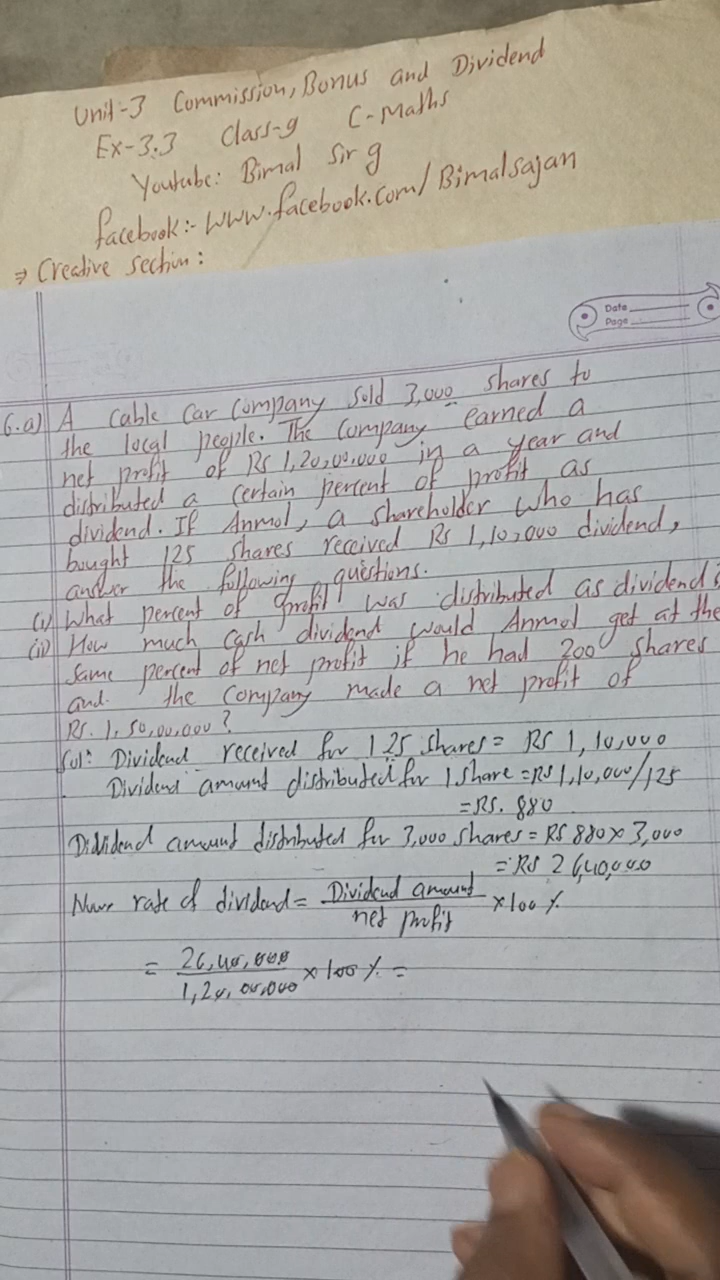 Unit-3 Commission, Bonus and Dividend
Ex-3.3 Class-9 C-Maths
Youtube: Bimal Sir g
facebook:- www.facebook.com/Bimalsajan
⇒ Creative section:
Date
Page
6.a) A cable car company sold 3,000 shares to
the local people. The company earned a
net profit of Rs 1,20,00,000 in a year and
distributed a certain percent of profit as
dividend. If Anmol, a shareholder who has
bought 125 shares received Rs 1,10,000 dividend,
answer the following questions.
(i) What percent of profit was distributed as dividend?
(ii) How much cash dividend would Anmol get at the
same percent of net profit if he had 200 shares
and the company made a net profit of
Rs. 1,50,00,000?
Solⁿ: Dividend received for 125 shares = RS 1,10,000
Dividend amount distributed for 1 share = RS 1,10,000/125
= RS. 880
Dividend amount distributed for 3,000 shares = RS 880 × 3,000
= RS 26,40,000
Now rate of dividend = Dividend amount / net profit × 100 %
= 26,40,000 / 1,20,00,000 × 100 % =